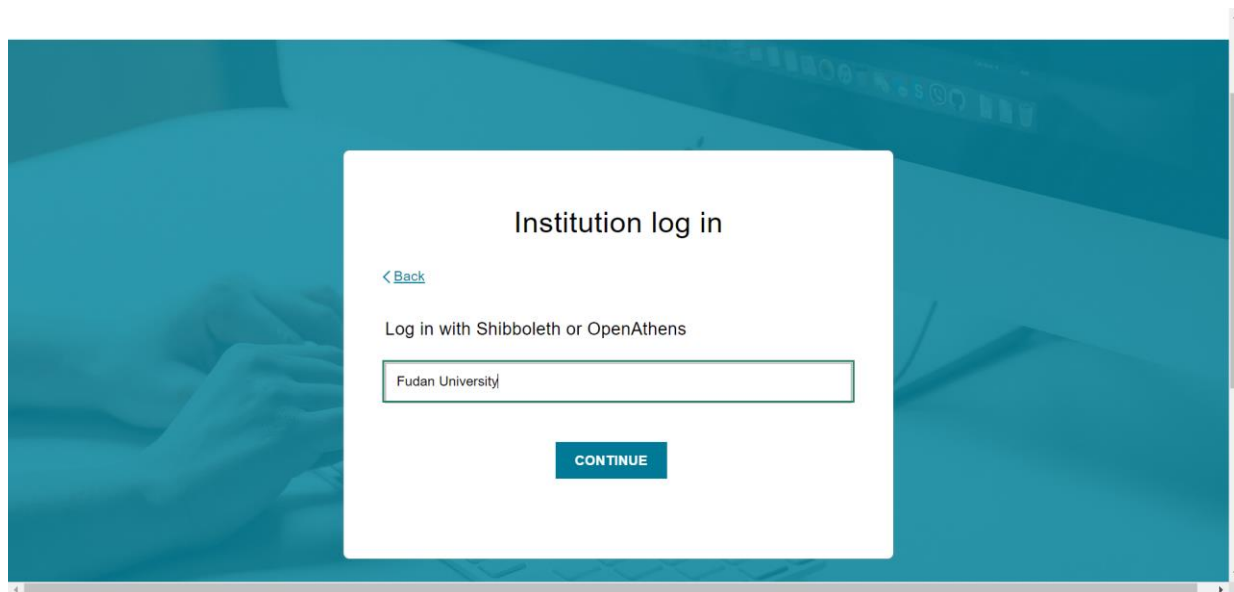 Institution log in
Back
Log in with Shibboleth or OpenAthens
Fudan University
CONTINUE